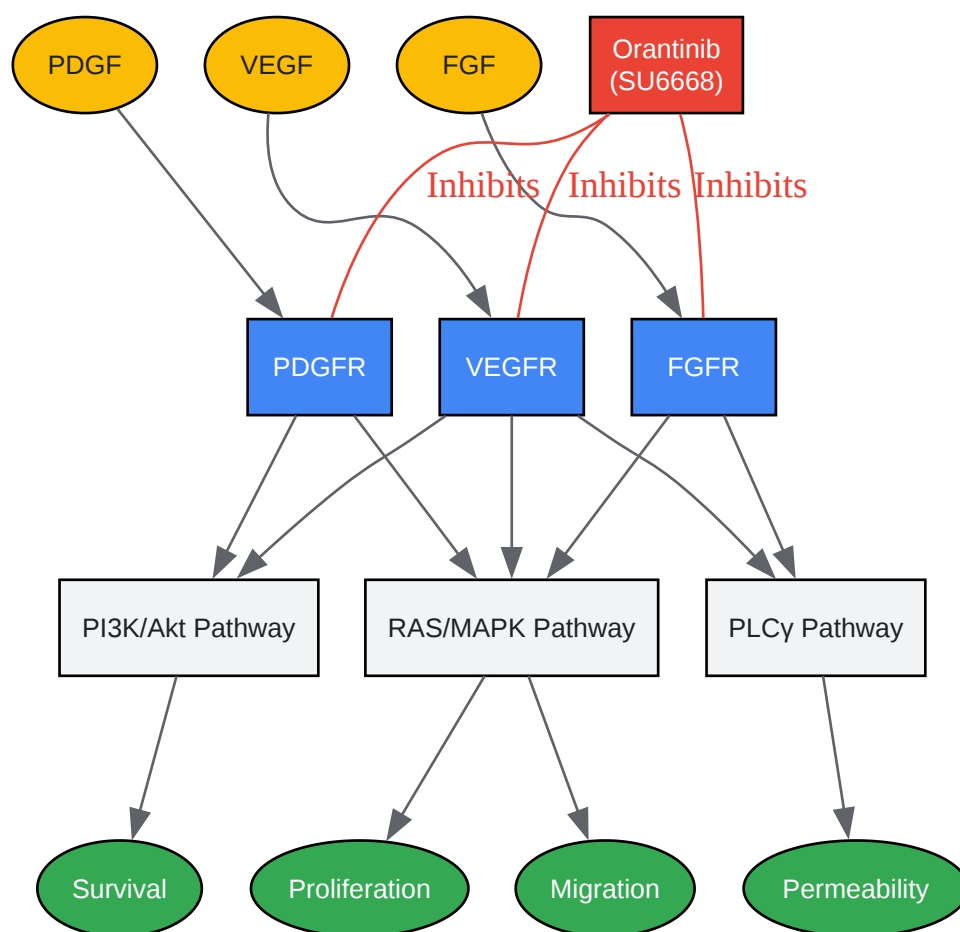 PDGF
VEGF
FGF
Orantinib
(SU6668)
Inhibits
Inhibits
Inhibits
PDGFR
VEGFR
FGFR
PI3K/Akt Pathway
RAS/MAPK Pathway
PLCγ Pathway
Survival
Proliferation
Migration
Permeability